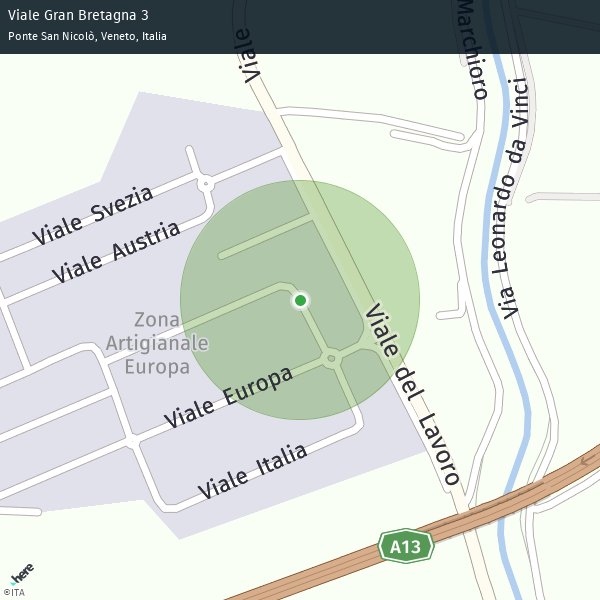 Viale Gran Bretagna 3
Ponte San Nicolò, Veneto, Italia
Viale
Marchioro
Via Leonardo da Vinci
Viale Svezia
Viale Austria
Zona
Artigianale
Europa
Viale del Lavoro
Viale Europa
Viale Italia
A13
here
©ITA